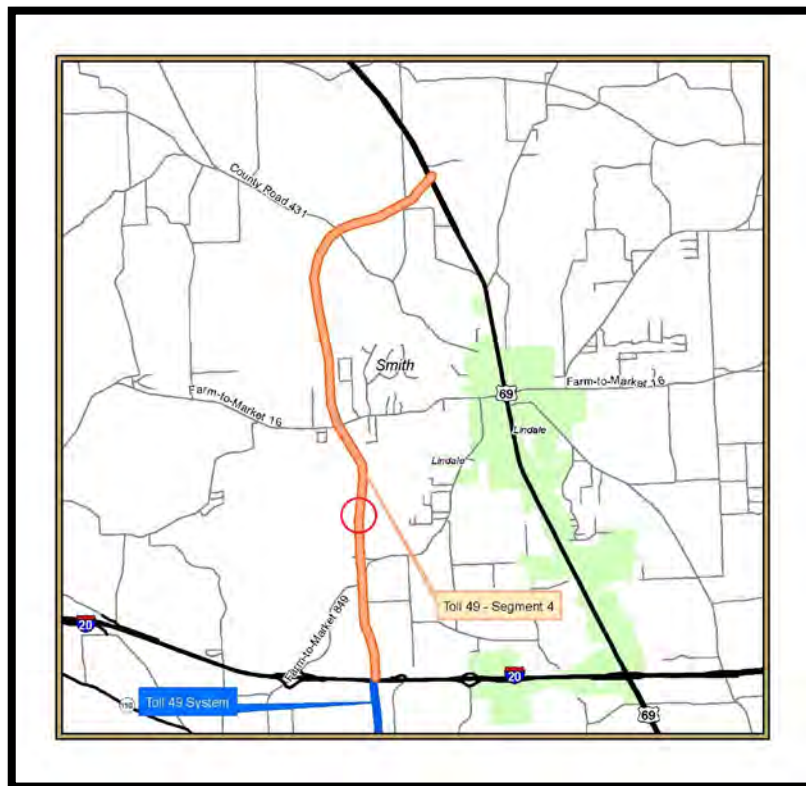 County Road 431
Smith
Farm-to-Market 16
Farm-to-Market 16
69
Lindale
Lindale
Toll 49 - Segment 4
Farm-to-Market 849
20
20
110
Toll 49 System
69